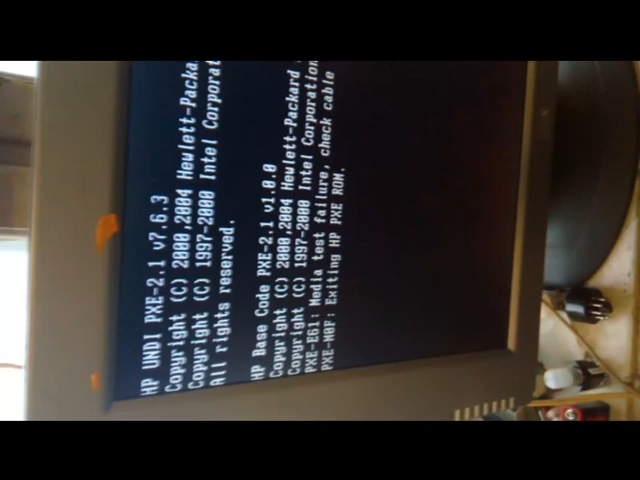 HP UNDI PXE-2.1 v7.6.3
Copyright (C) 2000,2004 Hewlett-Packa
Copyright (C) 1997-2000 Intel Corporat
All rights reserved.
HP Base Code PXE-2.1 v1.0.0
Copyright (C) 2000,2004 Hewlett-Packard
Copyright (C) 1997-2000 Intel Corporation
PXE-E61: Media test failure, check cable
PXE-M0F: Exiting HP PXE ROM.